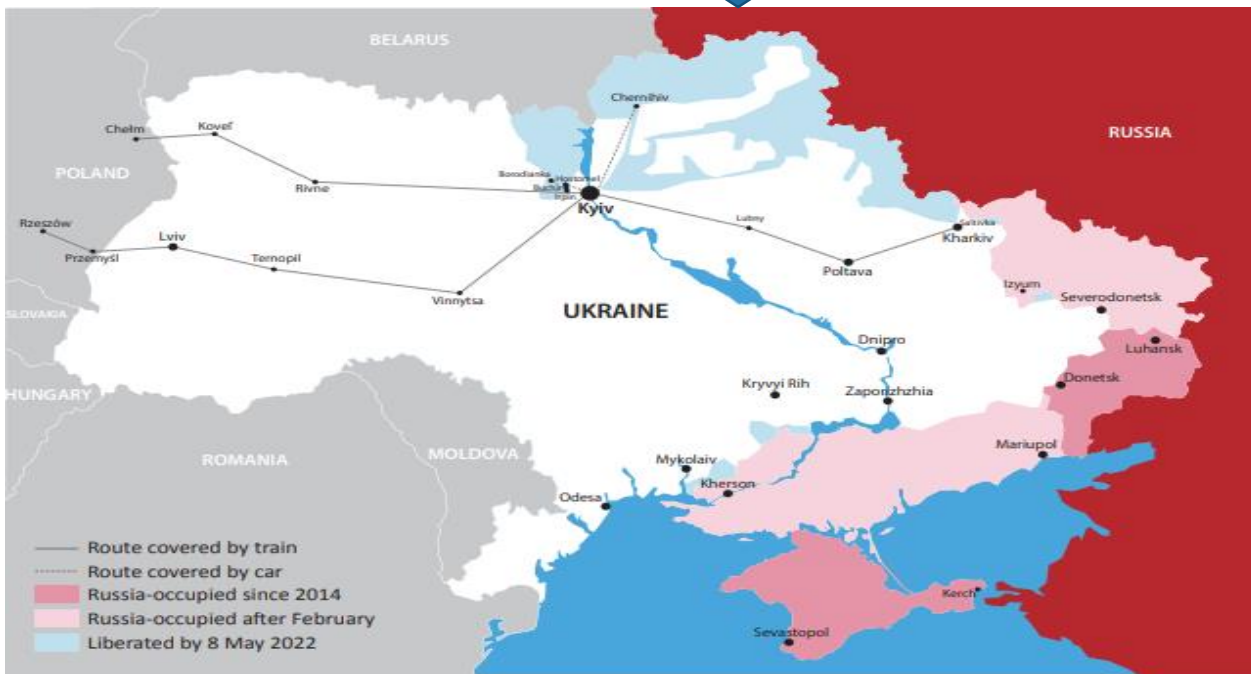 BELARUS
Chernihiv
RUSSIA
Chełm
Kovel'
POLAND
Rivne
Borodianka
Hostomel
Bucha
Irpin
Kyiv
Rzeszów
Przemyśl
Lviv
Ternopil
Vinnytsa
Lubny
Poltava
Saltivka
Kharkiv
Izyum
Severodonetsk
SLOVAKIA
UKRAINE
Dnipro
Luhansk
HUNGARY
Kryvyi Rih
Zaporizhzhia
Donetsk
ROMANIA
MOLDOVA
Mykolaiv
Kherson
Mariupol
Odesa
Route covered by train
Route covered by car
Russia-occupied since 2014
Russia-occupied after February
Liberated by 8 May 2022
Kerch
Sevastopol